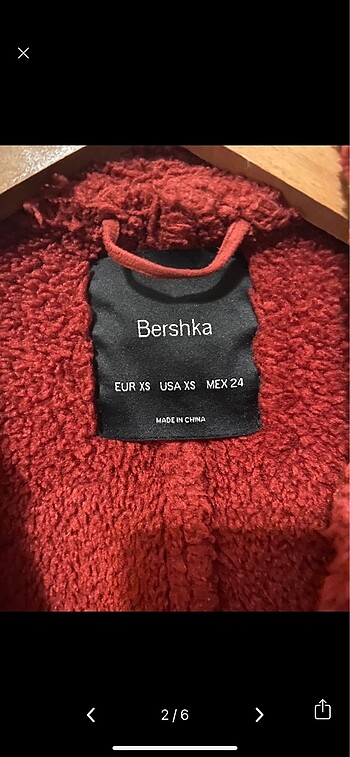 Bershka
EUR XS USA XS MEX 24
MADE IN CHINA
2/6